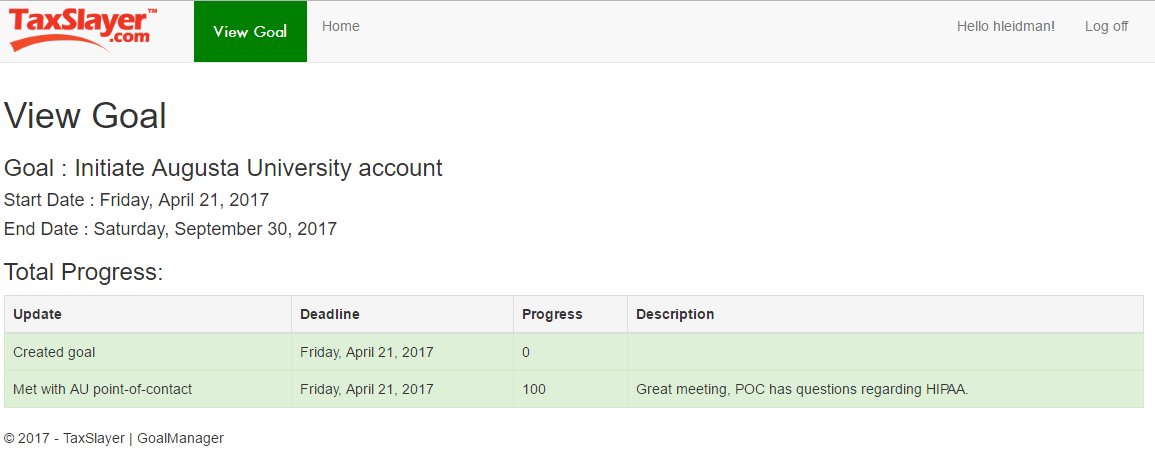 TaxSlayer™ .com View Goal Home Hello hleidman! Log off
View Goal
Goal : Initiate Augusta University account
Start Date : Friday, April 21, 2017
End Date : Saturday, September 30, 2017
Total Progress:
Update Deadline Progress Description
Created goal Friday, April 21, 2017 0
Met with AU point-of-contact Friday, April 21, 2017 100 Great meeting, POC has questions regarding HIPAA.
© 2017 - TaxSlayer | GoalManager